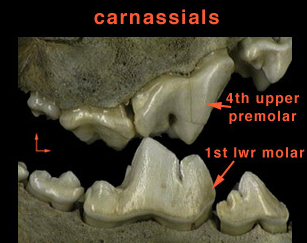 carnassials
4th upper
premolar
1st lwr molar